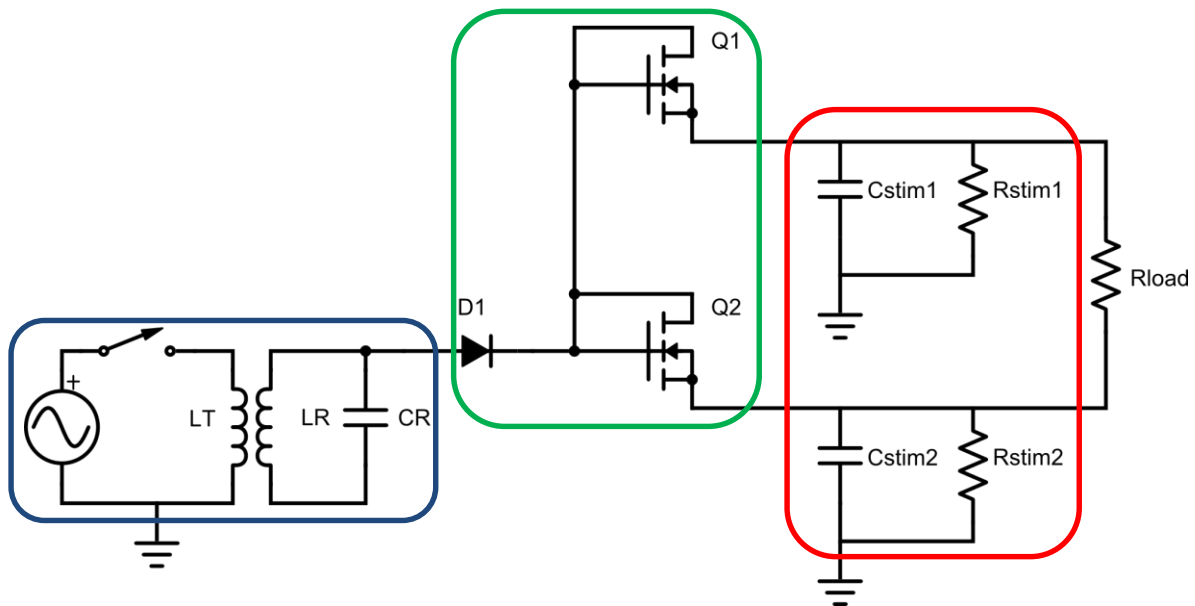 Q1
Cstim1
Rstim1
Rload
D1
Q2
+
LT
LR
CR
Cstim2
Rstim2